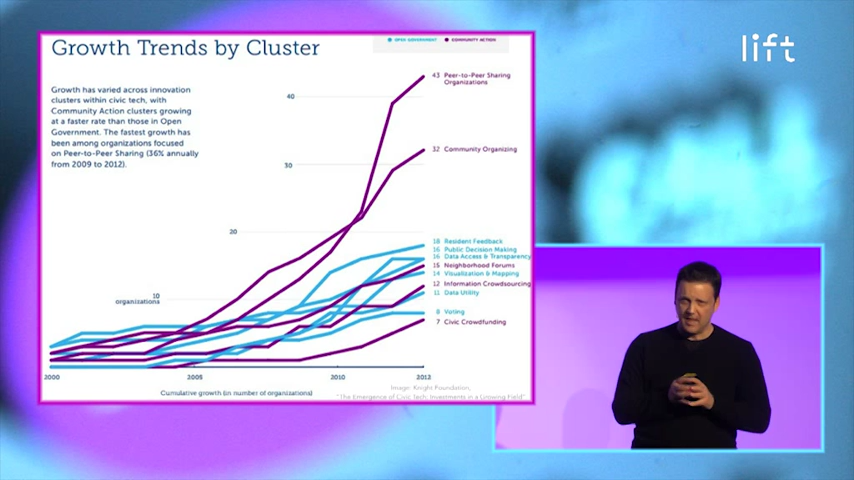 Growth Trends by Cluster
OPEN GOVERNMENT COMMUNITY ACTION
lift
Growth has varied across innovation
clusters within civic tech, with
Community Action clusters growing
at a faster rate than those in Open
Government. The fastest growth has
been among organizations focused
on Peer-to-Peer Sharing (36% annually
from 2009 to 2012).
43 Peer-to-Peer Sharing
Organizations
40
32 Community Organizing
30
20
18 Resident Feedback
16 Public Decision Making
16 Data Access & Transparency
15 Neighborhood Forums
14 Visualization & Mapping
12 Information Crowdsourcing
11 Data Utility
10
organizations
8 Voting
7 Civic Crowdfunding
2000 2005 2010 2012
Cumulative growth (in number of organizations)
Image: Knight Foundation,
"The Emergence of Civic Tech: Investments in a Growing Field"